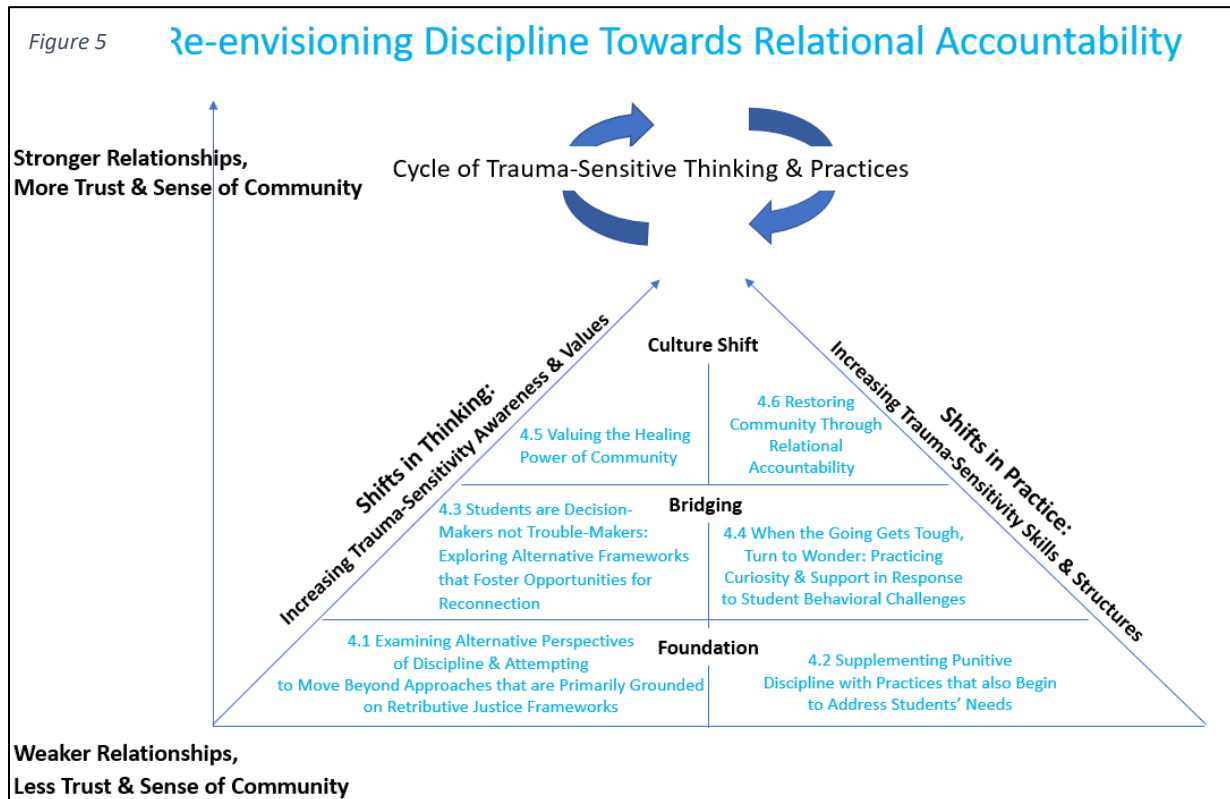 Figure 5
Re-envisioning Discipline Towards Relational Accountability
Stronger Relationships,
More Trust & Sense of Community
Cycle of Trauma-Sensitive Thinking & Practices
Shifts in Thinking:
Increasing Trauma-Sensitivity Awareness & Values
Shifts in Practice:
Increasing Trauma-Sensitivity Skills & Structures
Culture Shift
4.5 Valuing the Healing
Power of Community
4.6 Restoring
Community Through
Relational
Accountability
Bridging
4.3 Students are Decision-
Makers not Trouble-Makers:
Exploring Alternative Frameworks
that Foster Opportunities for
Reconnection
4.4 When the Going Gets Tough,
Turn to Wonder: Practicing
Curiosity & Support in Response
to Student Behavioral Challenges
Foundation
4.1 Examining Alternative Perspectives
of Discipline & Attempting
to Move Beyond Approaches that are Primarily Grounded
on Retributive Justice Frameworks
4.2 Supplementing Punitive
Discipline with Practices that also Begin
to Address Students’ Needs
Weaker Relationships,
Less Trust & Sense of Community